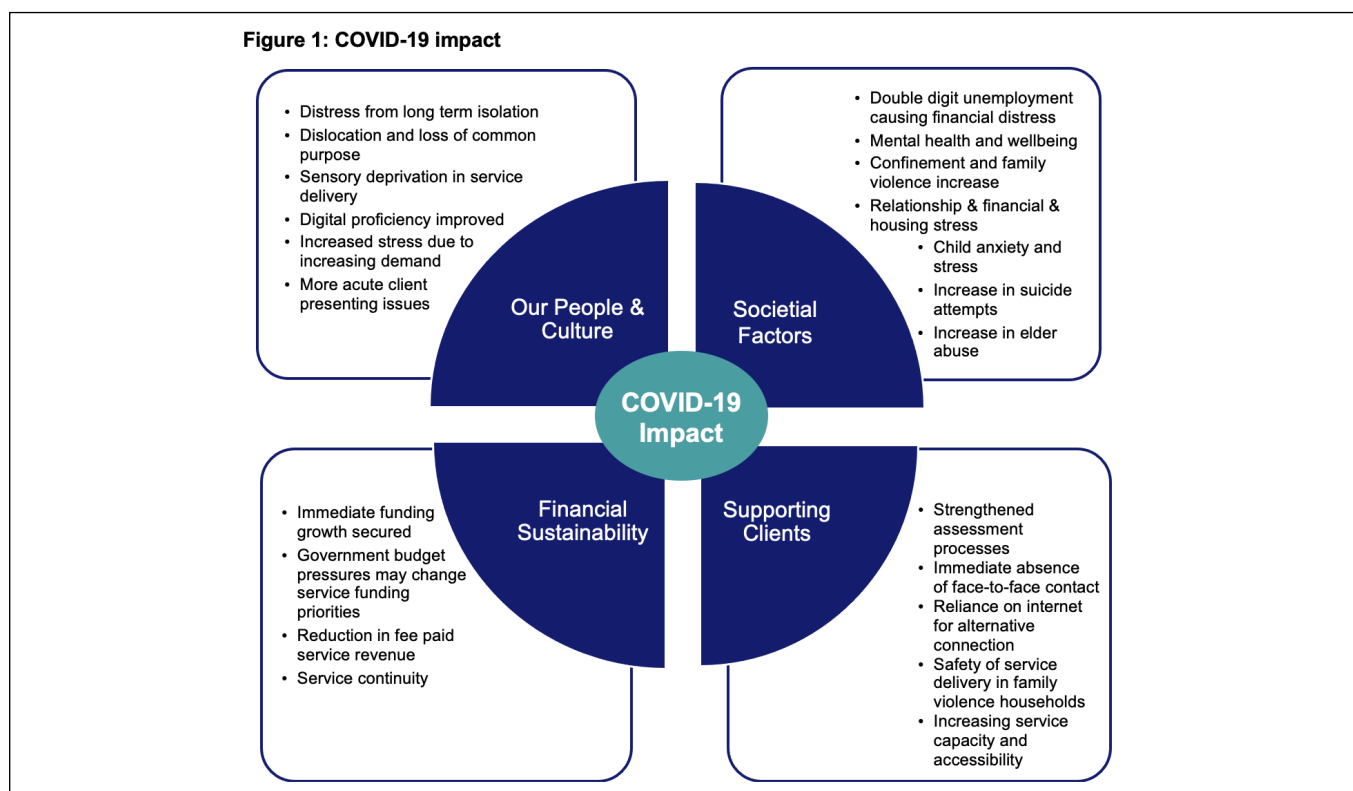 Figure 1: COVID-19 impact
• Distress from long term isolation
• Dislocation and loss of common
purpose
• Sensory deprivation in service
delivery
• Digital proficiency improved
• Increased stress due to
increasing demand
• More acute client
presenting issues
Our People &
Culture
• Double digit unemployment
causing financial distress
• Mental health and wellbeing
• Confinement and family
violence increase
• Relationship & financial &
housing stress
• Child anxiety and
stress
• Increase in suicide
attempts
• Increase in elder
abuse
Societial
Factors
COVID-19
Impact
• Immediate funding
growth secured
• Government budget
pressures may change
service funding
priorities
• Reduction in fee paid
service revenue
• Service continuity
Financial
Sustainability
Supporting
Clients
• Strengthened
assessment
processes
• Immediate absence
of face-to-face contact
• Reliance on internet
for alternative
connection
• Safety of service
delivery in family
violence households
• Increasing service
capacity and
accessibility